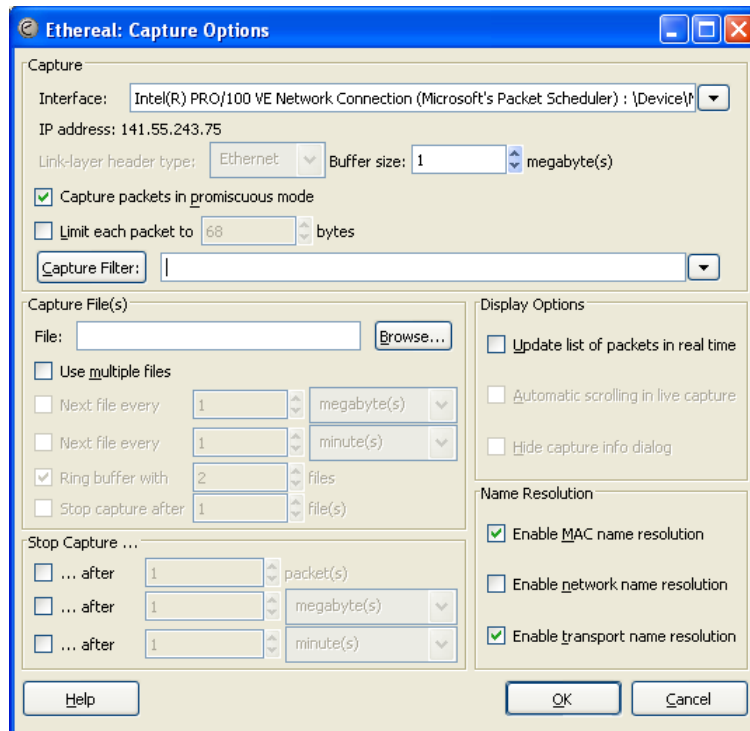 Ethereal: Capture Options
Capture
Interface: Intel(R) PRO/100 VE Network Connection (Microsoft's Packet Scheduler) : \Device\
IP address: 141.55.243.75
Link-layer header type: Ethernet Buffer size: 1 megabyte(s)
Capture packets in promiscuous mode
Limit each packet to 68 bytes
Capture Filter:
Capture File(s)
File: Browse...
Use multiple files
Next file every 1 megabyte(s)
Next file every 1 minute(s)
Ring buffer with 2 files
Stop capture after 1 file(s)
Stop Capture ...
... after 1 packet(s)
... after 1 megabyte(s)
... after 1 minute(s)
Display Options
Update list of packets in real time
Automatic scrolling in live capture
Hide capture info dialog
Name Resolution
Enable MAC name resolution
Enable network name resolution
Enable transport name resolution
Help OK Cancel